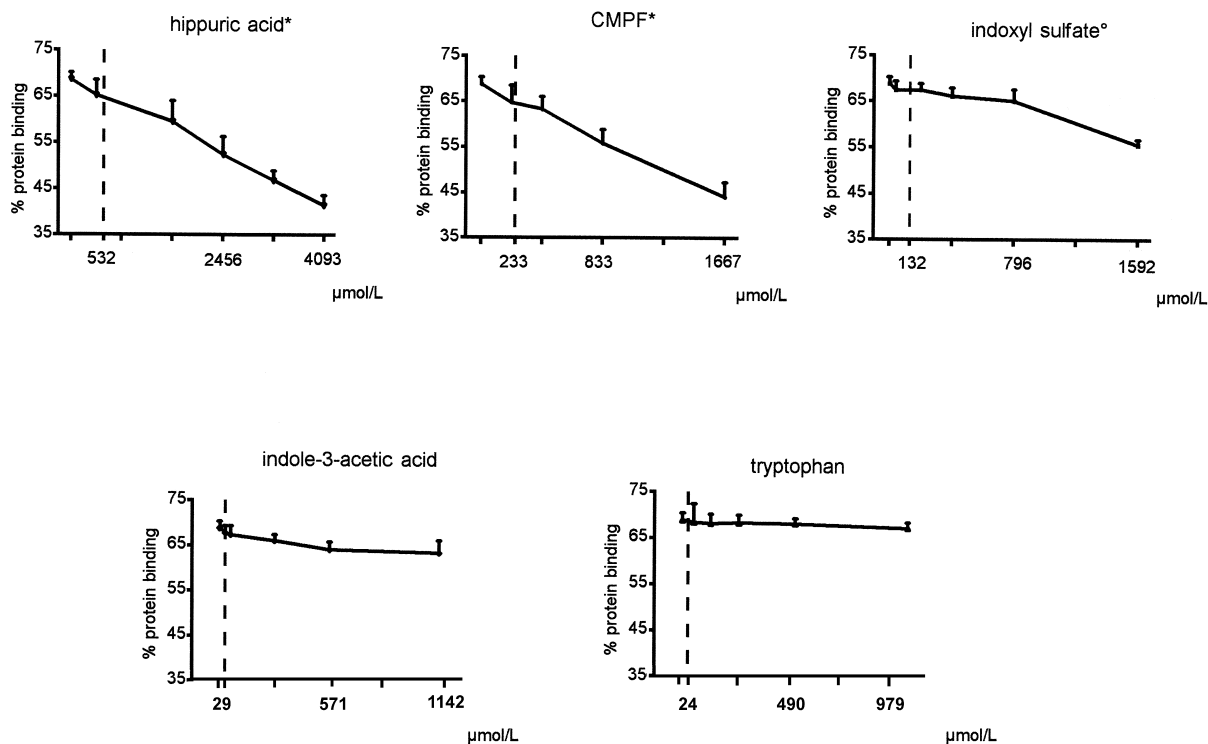 hippuric acid*
% protein binding
75
65
55
45
35
532
2456
4093
µmol/L
CMPF*
% protein binding
75
65
55
45
35
233
833
1667
µmol/L
indoxyl sulfate°
% protein binding
75
65
55
45
35
132
796
1592
µmol/L
indole-3-acetic acid
% protein binding
75
65
55
45
35
29
571
1142
µmol/L
tryptophan
% protein binding
75
65
55
45
35
24
490
979
µmol/L